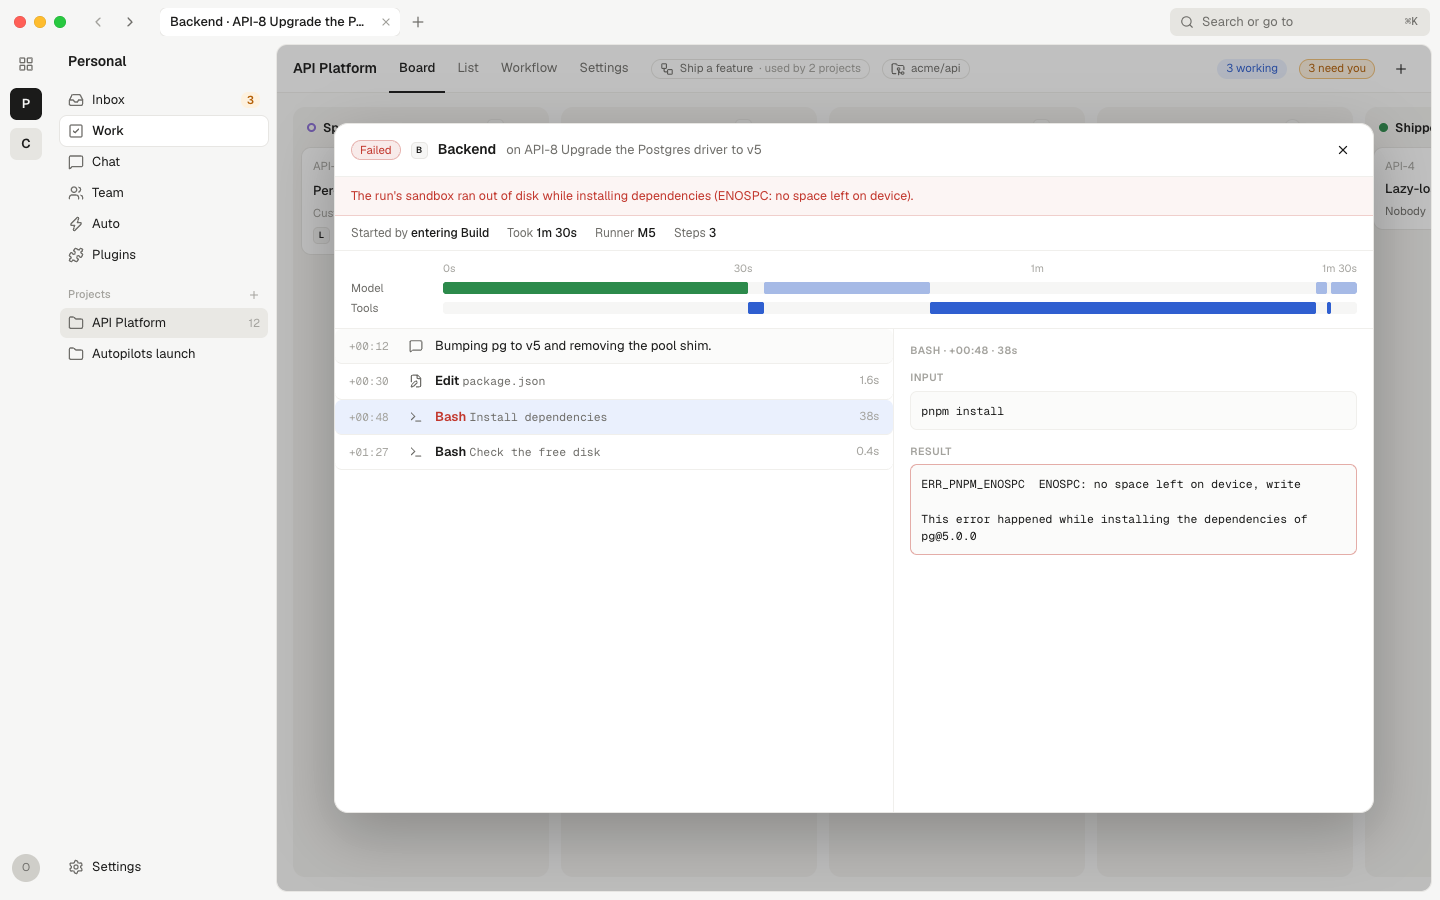 Backend · API-8 Upgrade the P...
Search or go to
⌘K
Personal
P
C
Inbox
3
Work
Chat
Team
Auto
Plugins
Projects
API Platform
12
Autopilots launch
O
Settings
API Platform
Board
List
Workflow
Settings
Ship a feature · used by 2 projects
acme/api
3 working
3 need you
Sp
API-
Per
Cus
L
Shipp
API-4
Lazy-lo
Nobody
Failed
B
Backend
on API-8 Upgrade the Postgres driver to v5
The run's sandbox ran out of disk while installing dependencies (ENOSPC: no space left on device).
Started by entering Build
Took 1m 30s
Runner M5
Steps 3
0s
30s
1m
1m 30s
Model
Tools
+00:12
Bumping pg to v5 and removing the pool shim.
+00:30
Edit package.json
1.6s
+00:48
Bash Install dependencies
38s
+01:27
Bash Check the free disk
0.4s
BASH · +00:48 · 38s
INPUT
pnpm install
RESULT
ERR_PNPM_ENOSPC  ENOSPC: no space left on device, write
This error happened while installing the dependencies of
pg@5.0.0